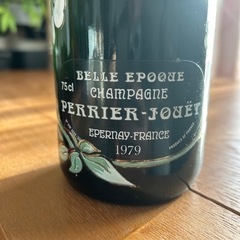 BELLE EPOQUE
75cl CHAMPAGNE
PERRIER-JOUËT
EPERNAY-FRANCE
1979